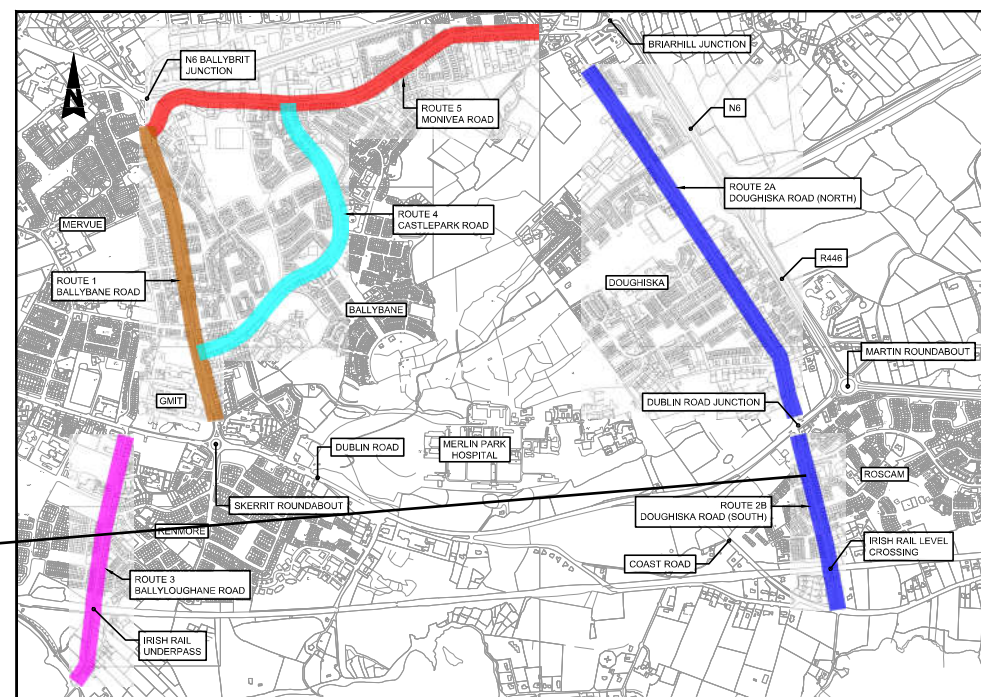 BRIARHILL JUNCTION
N6 BALLYBRIT
JUNCTION
N
ROUTE 5
MONIVEA ROAD
N6
ROUTE 2A
DOUGHISKA ROAD (NORTH)
MERVUE
ROUTE 4
CASTLEPARK ROAD
R446
ROUTE 1
BALLYBANE ROAD
DOUGHISKA
BALLYBANE
MARTIN ROUNDABOUT
GMIT
DUBLIN ROAD JUNCTION
DUBLIN ROAD
MERLIN PARK
HOSPITAL
ROSCAM
SKERRIT ROUNDABOUT
ROUTE 2B
DOUGHISKA ROAD (SOUTH)
RENMORE
IRISH RAIL LEVEL
CROSSING
COAST ROAD
ROUTE 3
BALLYLOUGHANE ROAD
IRISH RAIL
UNDERPASS